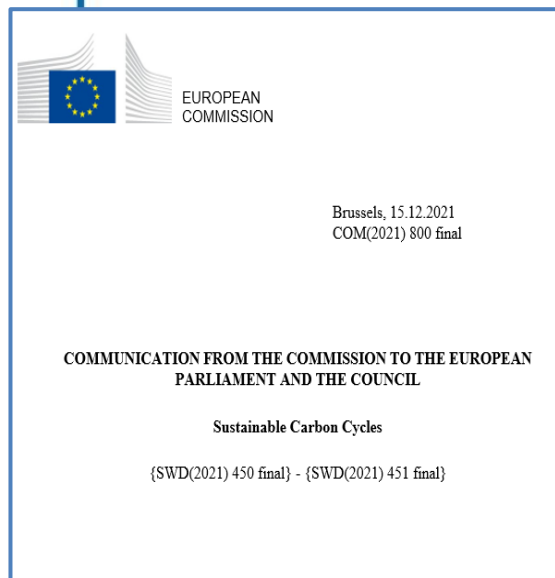 EUROPEAN
COMMISSION
Brussels, 15.12.2021
COM(2021) 800 final
COMMUNICATION FROM THE COMMISSION TO THE EUROPEAN
PARLIAMENT AND THE COUNCIL
Sustainable Carbon Cycles
{SWD(2021) 450 final} - {SWD(2021) 451 final}